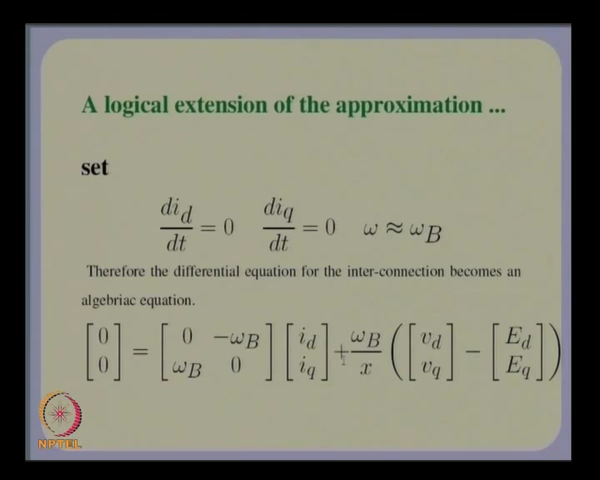 A logical extension of the approximation ...
set
di_d/dt = 0   di_q/dt = 0   ω ≈ ω_B
Therefore the differential equation for the inter-connection becomes an
algebriac equation.
[0; 0] = [0 -ω_B; ω_B 0] [i_d; i_q] + ω_B/x ([v_d; v_q] − [E_d; E_q])
NPTEL